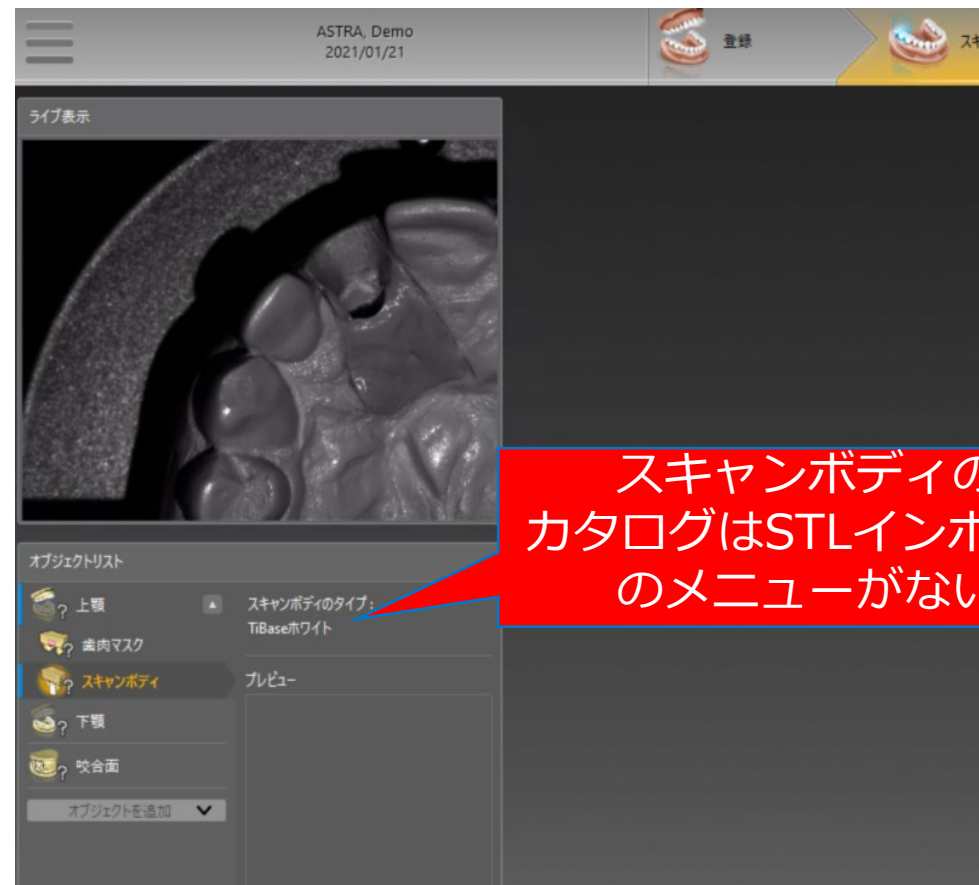 ASTRA, Demo
2021/01/21
登録
スキ
ライブ表示
スキャンボディの
カタログはSTLインポ
のメニューがない
オブジェクトリスト
上顎
歯肉マスク
スキャンボディ
下顎
咬合面
オブジェクトを追加
スキャンボディのタイプ:
TiBaseホワイト
プレビュー